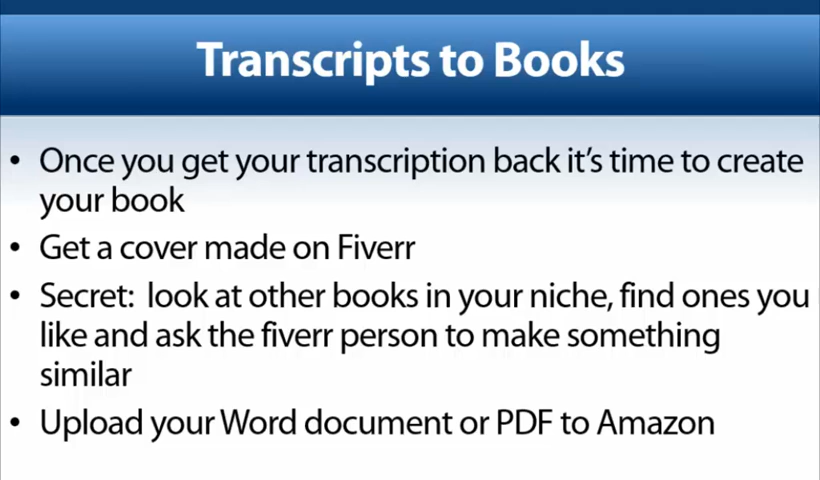 Transcripts to Books
• Once you get your transcription back it's time to create
your book
• Get a cover made on Fiverr
• Secret:  look at other books in your niche, find ones you
like and ask the fiverr person to make something
similar
• Upload your Word document or PDF to Amazon